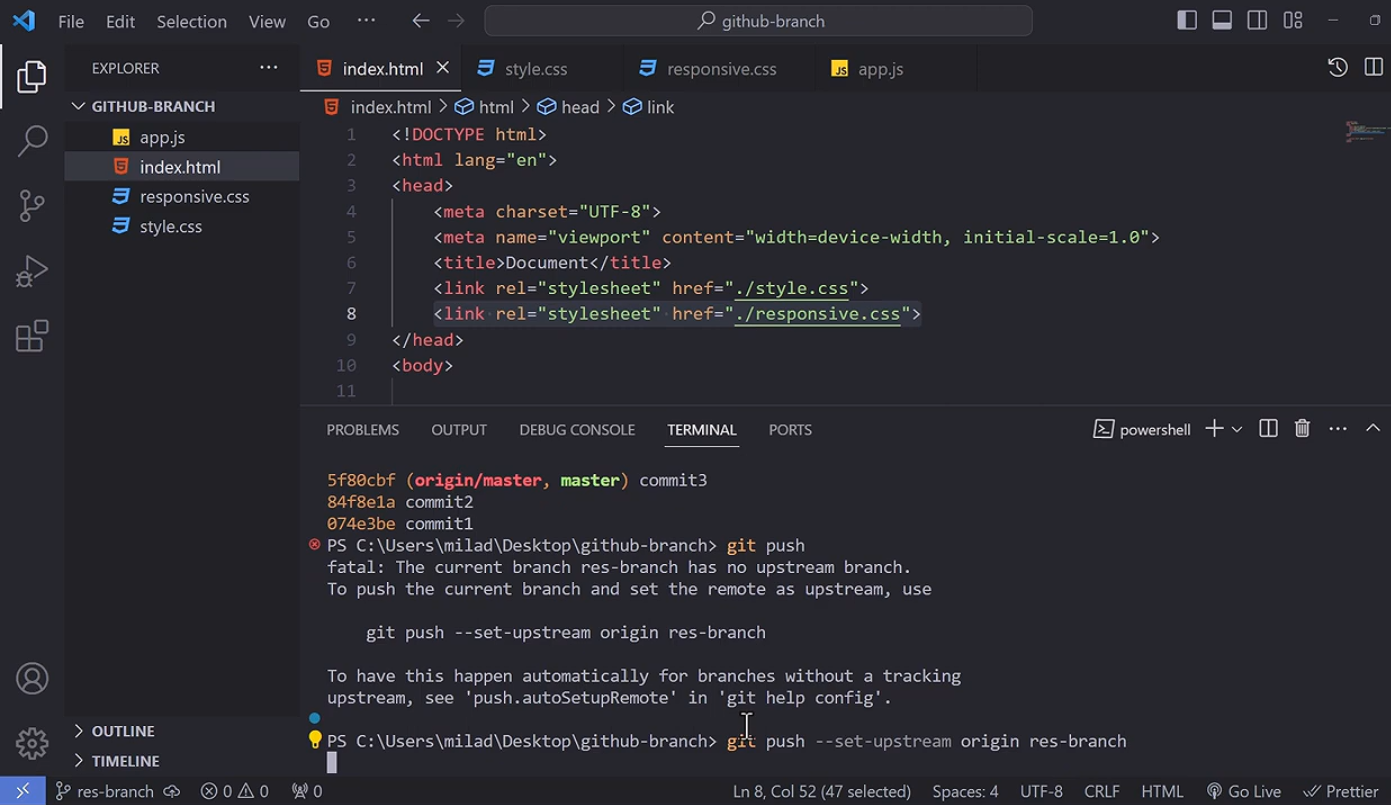 File Edit Selection View Go ··· github-branch
EXPLORER ···
GITHUB-BRANCH
JS app.js
index.html
responsive.css
style.css
OUTLINE
TIMELINE
index.html style.css responsive.css JS app.js
index.html > html > head > link
1 <!DOCTYPE html>
2 <html lang="en">
3 <head>
4 <meta charset="UTF-8">
5 <meta name="viewport" content="width=device-width, initial-scale=1.0">
6 <title>Document</title>
7 <link rel="stylesheet" href="./style.css">
8 <link rel="stylesheet" href="./responsive.css">
9 </head>
10 <body>
11
PROBLEMS OUTPUT DEBUG CONSOLE TERMINAL PORTS powershell ···
5f80cbf (origin/master, master) commit3
84f8e1a commit2
074e3be commit1
PS C:\Users\milad\Desktop\github-branch> git push
fatal: The current branch res-branch has no upstream branch.
To push the current branch and set the remote as upstream, use
git push --set-upstream origin res-branch
To have this happen automatically for branches without a tracking
upstream, see 'push.autoSetupRemote' in 'git help config'.
PS C:\Users\milad\Desktop\github-branch> git push --set-upstream origin res-branch
res-branch 0 0 0 Ln 8, Col 52 (47 selected) Spaces: 4 UTF-8 CRLF HTML Go Live Prettier